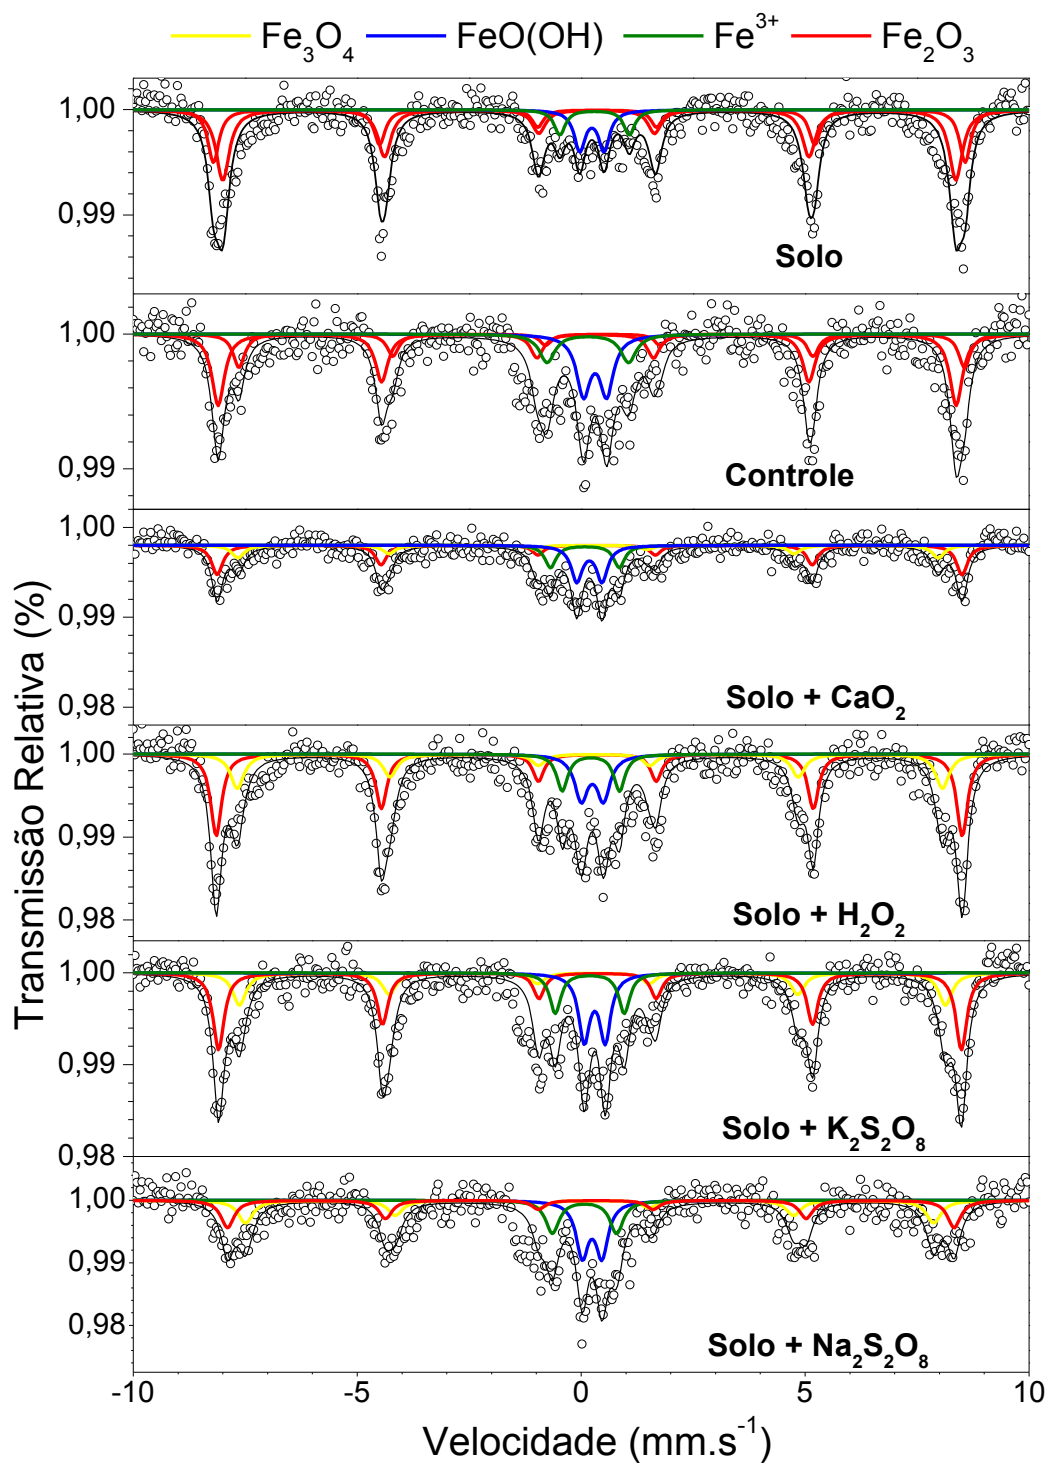 Fe₃O₄ FeO(OH) Fe³⁺ Fe₂O₃
1,00
0,99
Solo
1,00
0,99
Controle
1,00
0,99
0,98
Solo + CaO₂
1,00
0,99
0,98
Solo + H₂O₂
1,00
0,99
0,98
Solo + K₂S₂O₈
1,00
0,99
0,98
Solo + Na₂S₂O₈
-10 -5 0 5 10
Velocidade (mm.s⁻¹)
Transmissão Relativa (%)